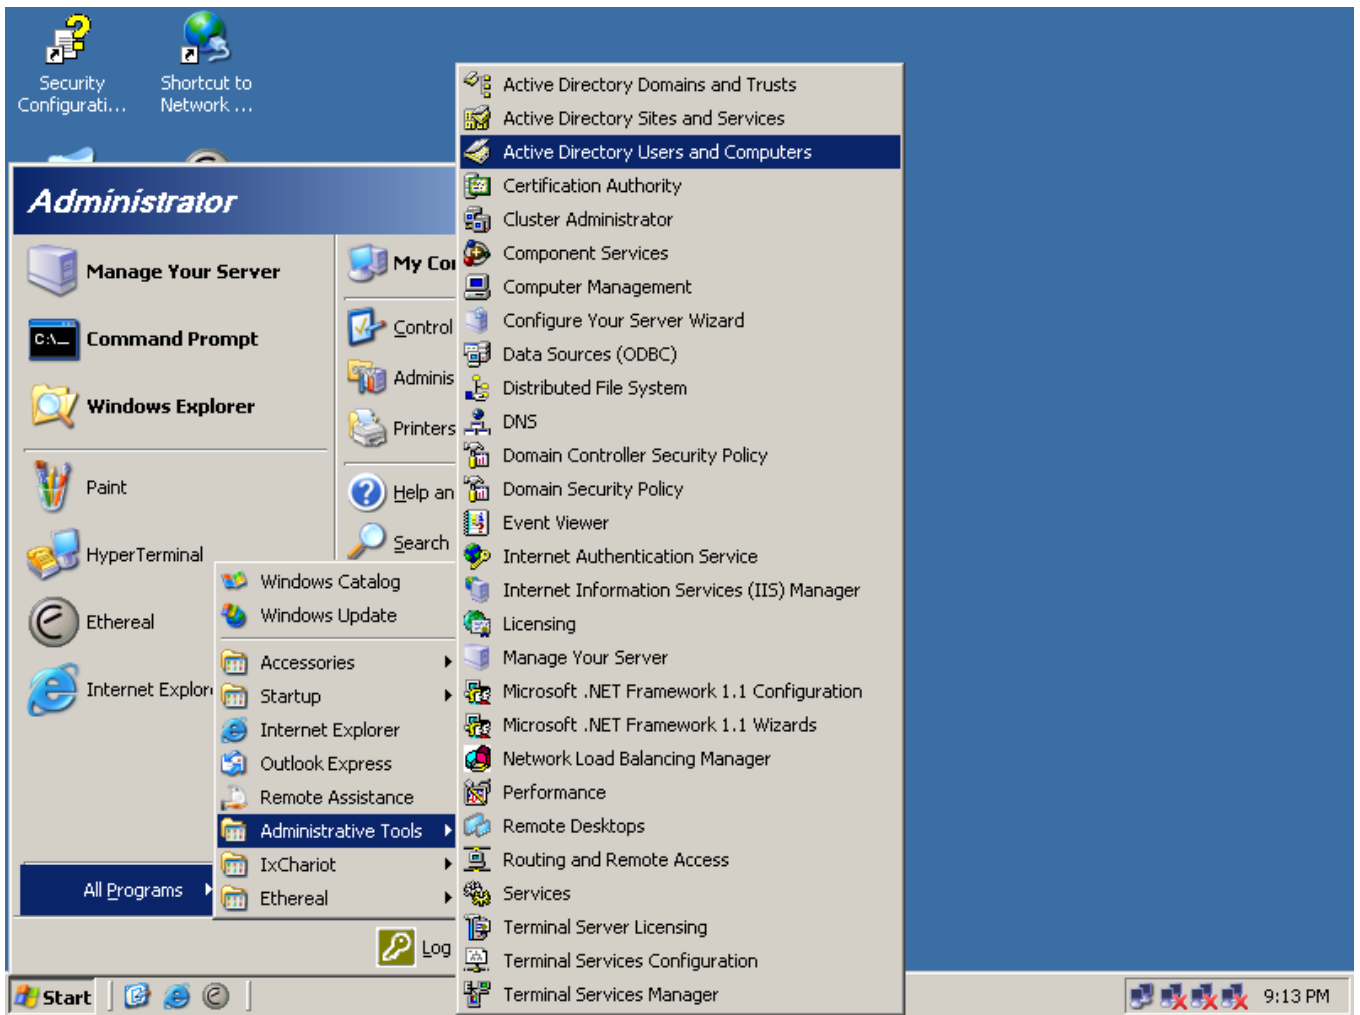 Security
Configurati...
Shortcut to
Network ...
Administrator
Manage Your Server
Command Prompt
C:\_
Windows Explorer
Paint
HyperTerminal
Ethereal
Internet Explor
All Programs
My Co
Control
Adminis
Printers
Help an
Search
Log
Windows Catalog
Windows Update
Accessories
Startup
Internet Explorer
Outlook Express
Remote Assistance
Administrative Tools
IxChariot
Ethereal
Active Directory Domains and Trusts
Active Directory Sites and Services
Active Directory Users and Computers
Certification Authority
Cluster Administrator
Component Services
Computer Management
Configure Your Server Wizard
Data Sources (ODBC)
Distributed File System
DNS
Domain Controller Security Policy
Domain Security Policy
Event Viewer
Internet Authentication Service
Internet Information Services (IIS) Manager
Licensing
Manage Your Server
Microsoft .NET Framework 1.1 Configuration
Microsoft .NET Framework 1.1 Wizards
Network Load Balancing Manager
Performance
Remote Desktops
Routing and Remote Access
Services
Terminal Server Licensing
Terminal Services Configuration
Terminal Services Manager
Start
9:13 PM